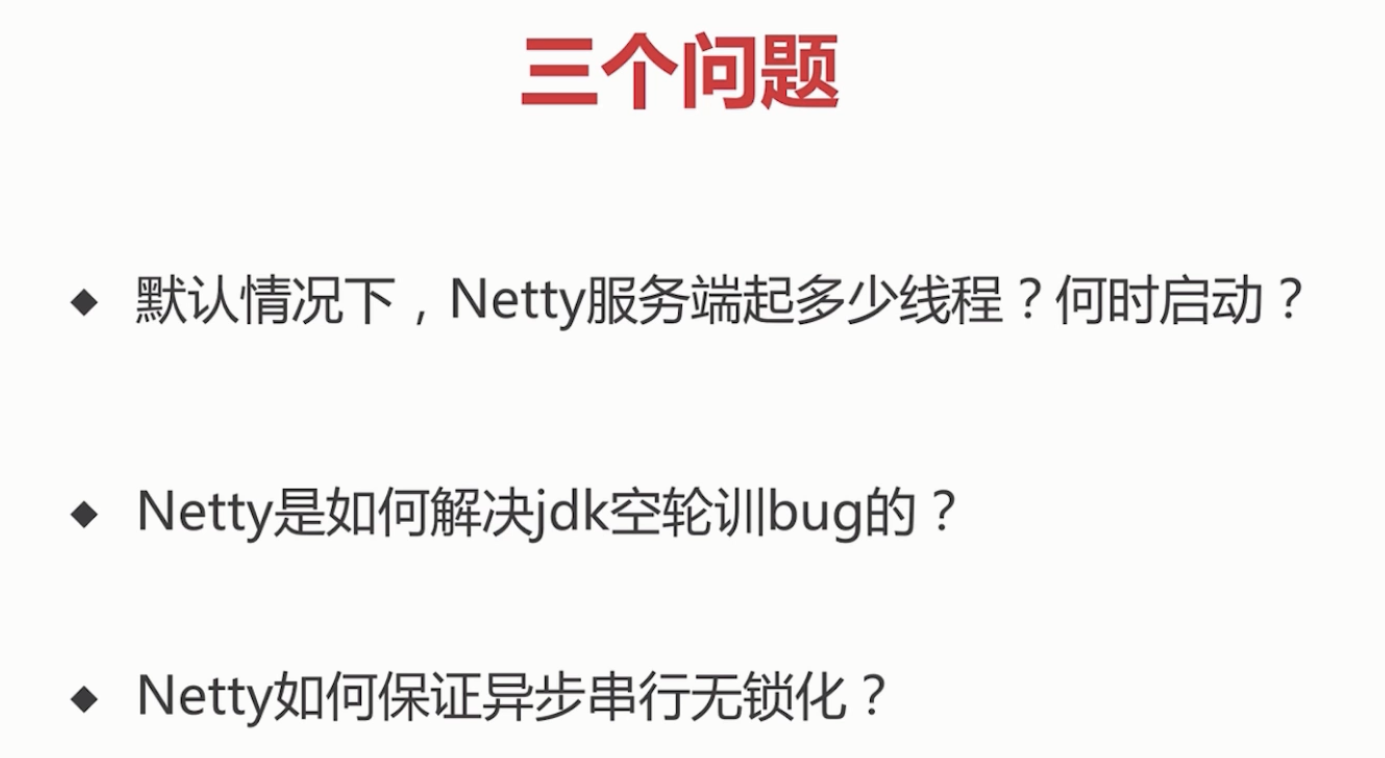 三个问题
◆ 默认情况下，Netty服务端起多少线程？何时启动？
◆ Netty是如何解决jdk空轮训bug的？
◆ Netty如何保证异步串行无锁化？